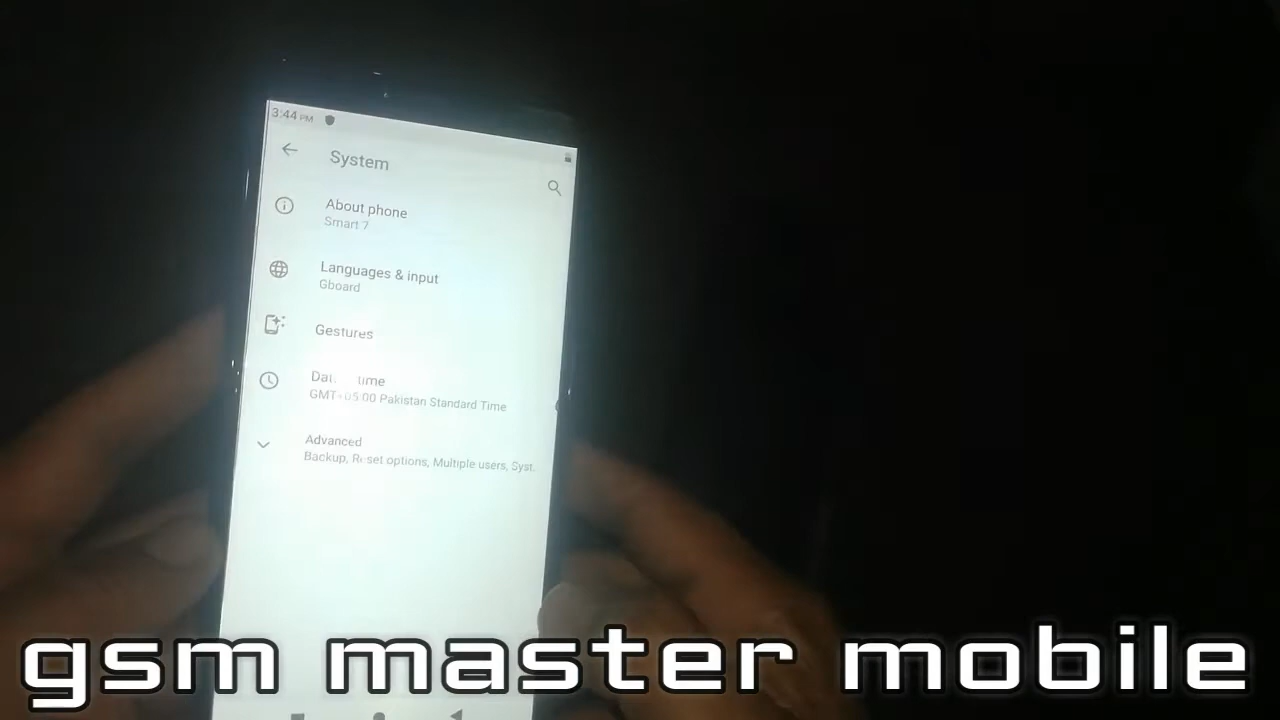 3:44 PM
System
About phone
Smart 7
Languages & input
Gboard
Gestures
Dat. time
GMT+05:00 Pakistan Standard Time
Advanced
Backup, Reset options, Multiple users, Syst.
gsm master mobile